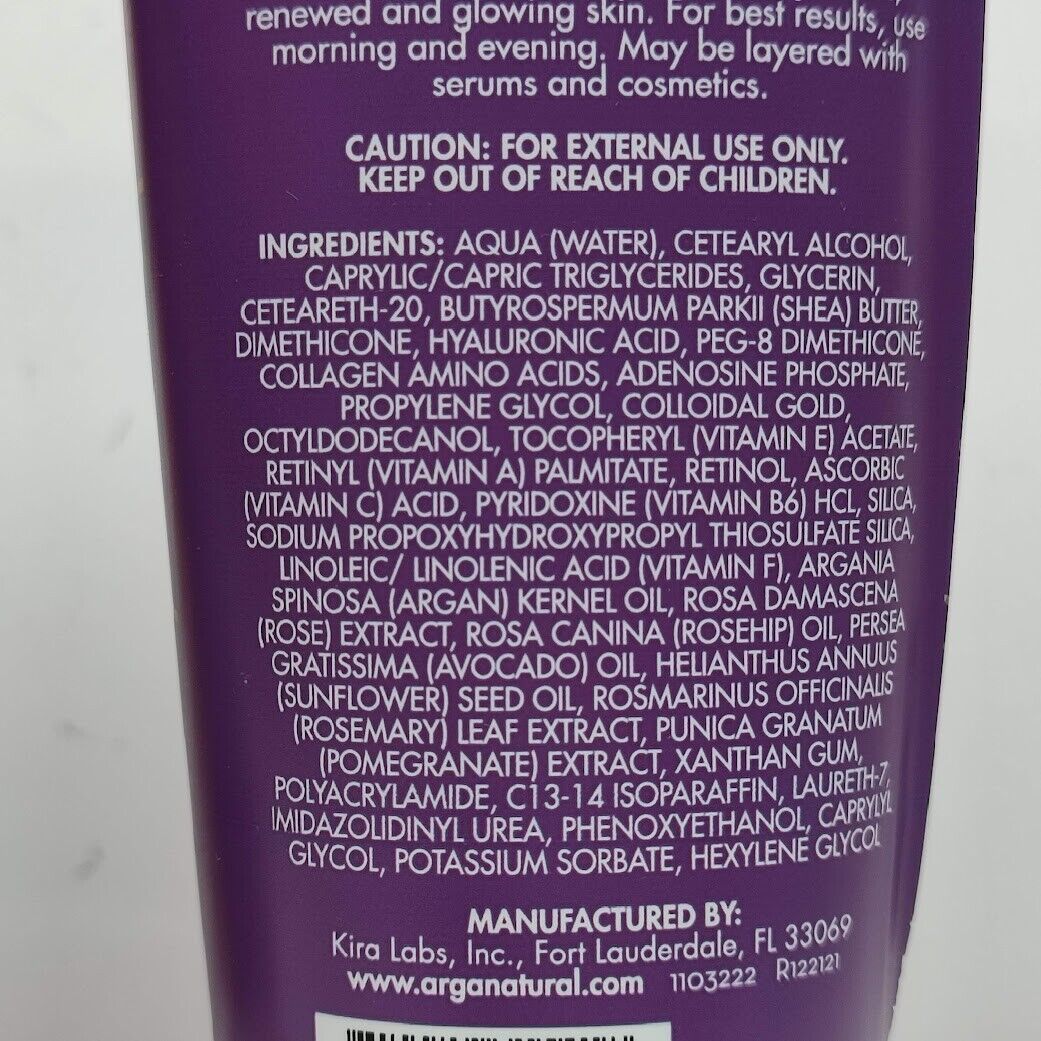 renewed and glowing skin. For best results, use
morning and evening. May be layered with
serums and cosmetics.
CAUTION: FOR EXTERNAL USE ONLY.
KEEP OUT OF REACH OF CHILDREN.
INGREDIENTS: AQUA (WATER), CETEARYL ALCOHOL,
CAPRYLIC/CAPRIC TRIGLYCERIDES, GLYCERIN,
CETEARETH-20, BUTYROSPERMUM PARKII (SHEA) BUTTER,
DIMETHICONE, HYALURONIC ACID, PEG-8 DIMETHICONE,
COLLAGEN AMINO ACIDS, ADENOSINE PHOSPHATE,
PROPYLENE GLYCOL, COLLOIDAL GOLD,
OCTYLDODECANOL, TOCOPHERYL (VITAMIN E) ACETATE,
RETINYL (VITAMIN A) PALMITATE, RETINOL, ASCORBIC
(VITAMIN C) ACID, PYRIDOXINE (VITAMIN B6) HCL, SILICA,
SODIUM PROPOXYHYDROXYPROPYL THIOSULFATE SILICA,
LINOLEIC/ LINOLENIC ACID (VITAMIN F), ARGANIA
SPINOSA (ARGAN) KERNEL OIL, ROSA DAMASCENA
(ROSE) EXTRACT, ROSA CANINA (ROSEHIP) OIL, PERSEA
GRATISSIMA (AVOCADO) OIL, HELIANTHUS ANNUUS
(SUNFLOWER) SEED OIL, ROSMARINUS OFFICINALIS
(ROSEMARY) LEAF EXTRACT, PUNICA GRANATUM
(POMEGRANATE) EXTRACT, XANTHAN GUM,
POLYACRYLAMIDE, C13-14 ISOPARAFFIN, LAURETH-7,
IMIDAZOLIDINYL UREA, PHENOXYETHANOL, CAPRYLYL
GLYCOL, POTASSIUM SORBATE, HEXYLENE GLYCOL
MANUFACTURED BY:
Kira Labs, Inc., Fort Lauderdale, FL 33069
www.arganatural.com 1103222 R122121